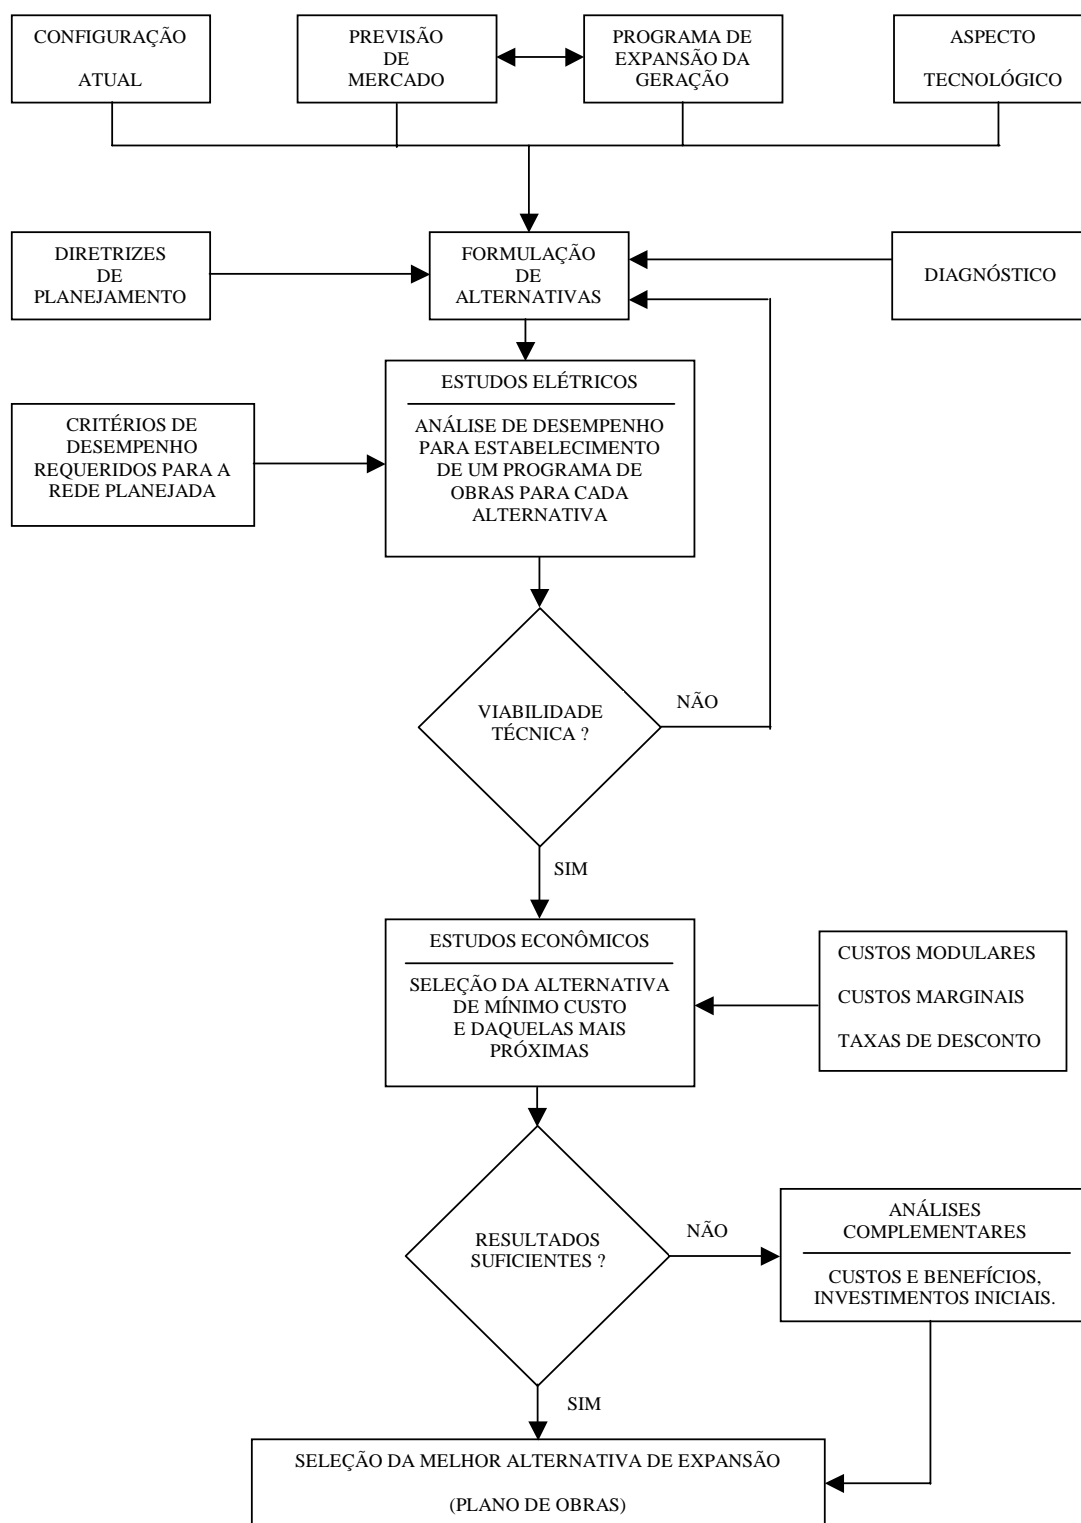 CONFIGURAÇÃO
ATUAL
PREVISÃO
DE
MERCADO
PROGRAMA DE
EXPANSÃO DA
GERAÇÃO
ASPECTO
TECNOLÓGICO
DIRETRIZES
DE
PLANEJAMENTO
FORMULAÇÃO
DE
ALTERNATIVAS
DIAGNÓSTICO
ESTUDOS ELÉTRICOS
ANÁLISE DE DESEMPENHO
PARA ESTABELECIMENTO
DE UM PROGRAMA DE
OBRAS PARA CADA
ALTERNATIVA
CRITÉRIOS DE
DESEMPENHO
REQUERIDOS PARA A
REDE PLANEJADA
VIABILIDADE
TÉCNICA ?
NÃO
SIM
ESTUDOS ECONÔMICOS
SELEÇÃO DA ALTERNATIVA
DE MÍNIMO CUSTO
E DAQUELAS MAIS
PRÓXIMAS
CUSTOS MODULARES
CUSTOS MARGINAIS
TAXAS DE DESCONTO
RESULTADOS
SUFICIENTES ?
NÃO
ANÁLISES
COMPLEMENTARES
CUSTOS E BENEFÍCIOS,
INVESTIMENTOS INICIAIS.
SIM
SELEÇÃO DA MELHOR ALTERNATIVA DE EXPANSÃO
(PLANO DE OBRAS)